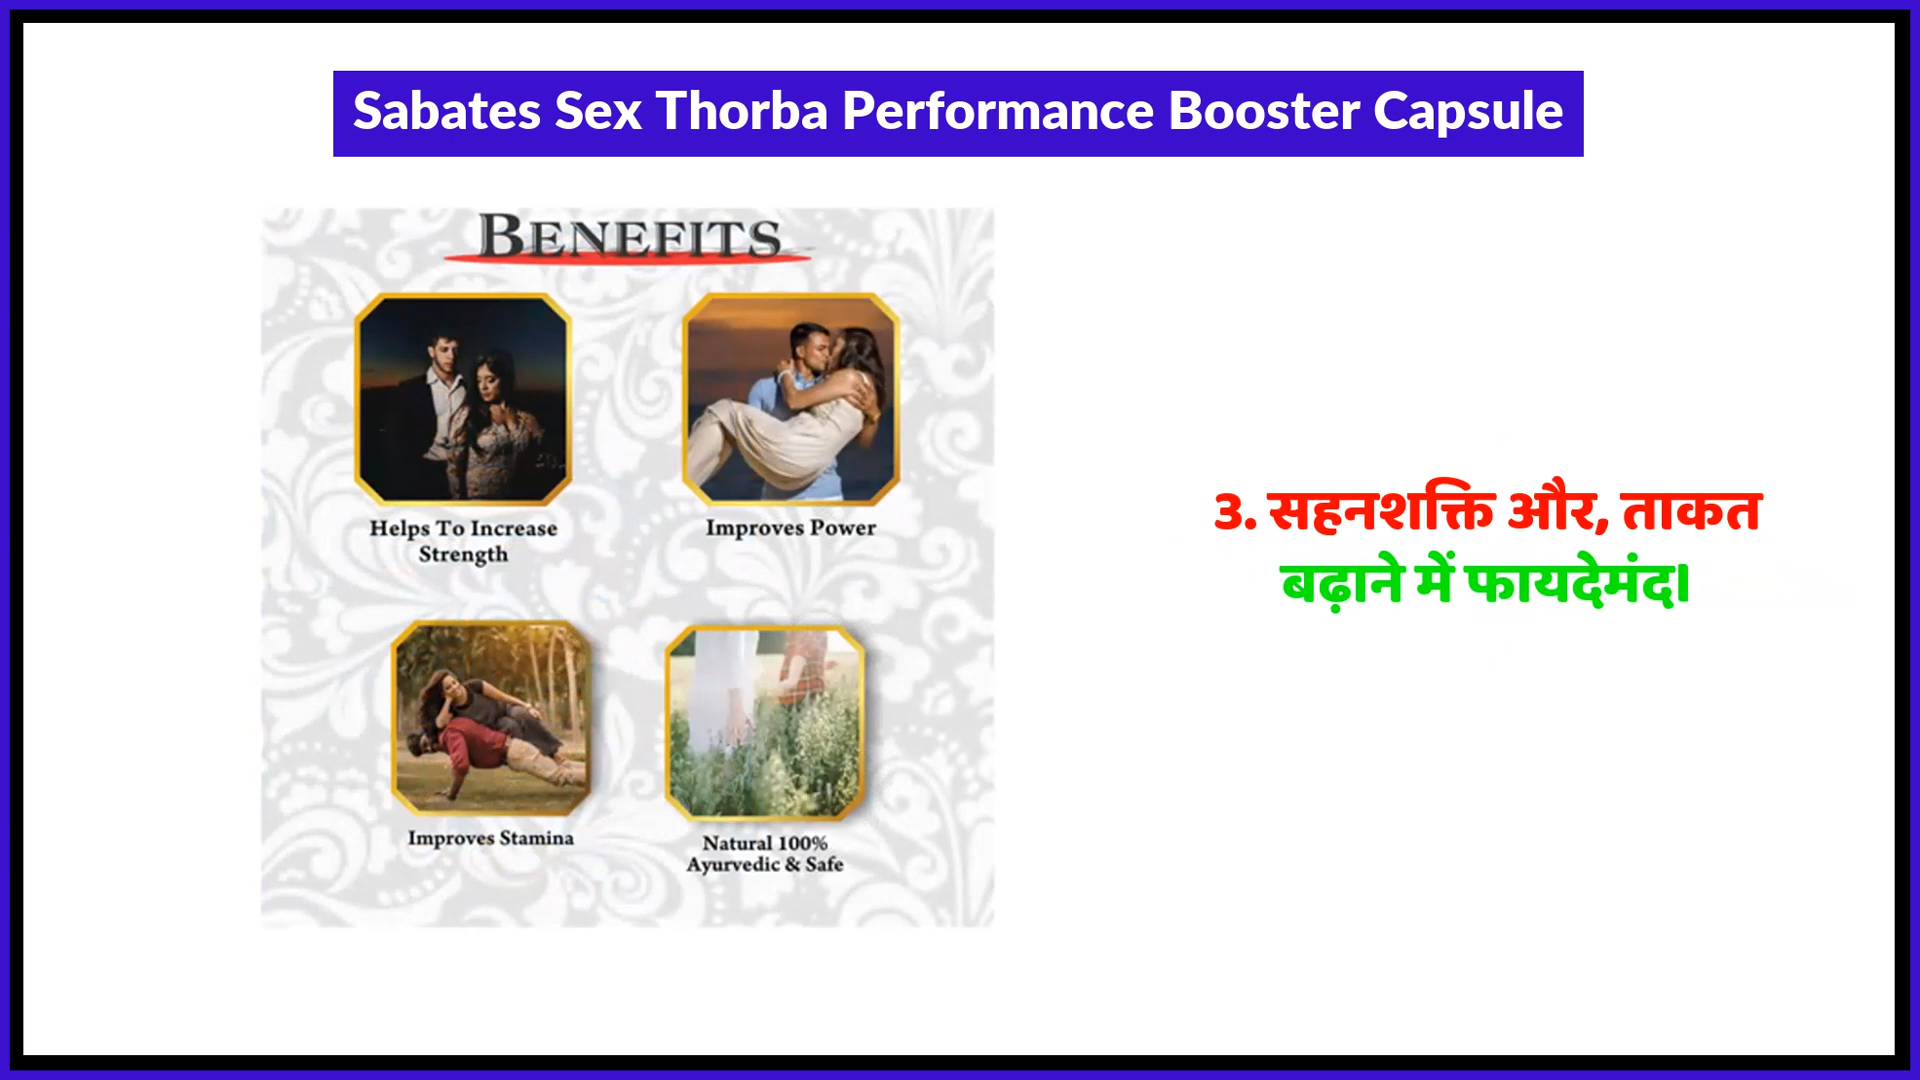 Sabates Sex Thorba Performance Booster Capsule
BENEFITS
Helps To Increase
Strength
Improves Power
Improves Stamina
Natural 100%
Ayurvedic & Safe
3. सहनशक्ति और, ताकत
बढ़ाने में फायदेमंद।